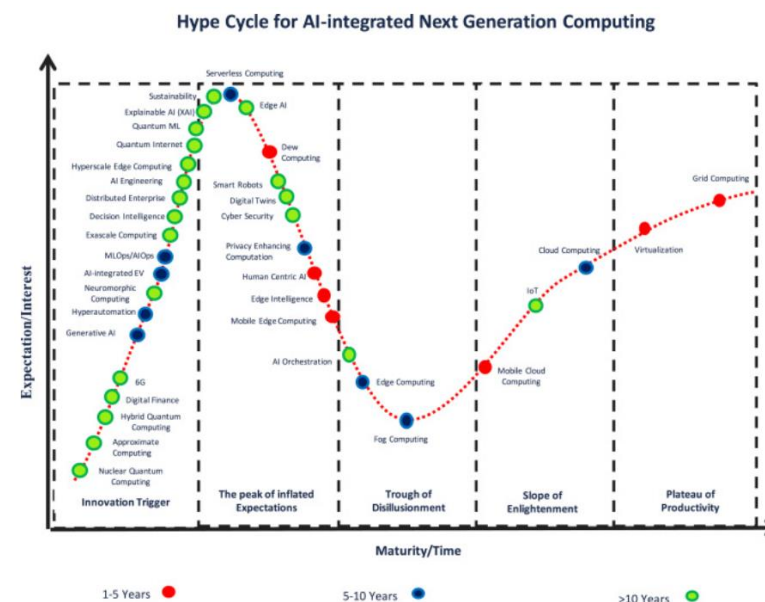 Hype Cycle for AI-integrated Next Generation Computing
Serverless Computing
Sustainability
Edge AI
Explainable AI (XAI)
Quantum ML
Quantum Internet
Dew
Computing
Hyperscale Edge Computing
AI Engineering
Smart Robots
Distributed Enterprise
Digital Twins
Decision Intelligence
Cyber Security
Exascale Computing
MLOps/AIOps
Privacy Enhancing
Computation
AI-integrated EV
Human Centric AI
Neuromorphic
Computing
Edge Intelligence
Hyperautomation
Mobile Edge Computing
Generative AI
AI Orchestration
6G
Edge Computing
Digital Finance
Hybrid Quantum
Computing
Fog Computing
Approximate
Computing
Nuclear Quantum
Computing
Grid Computing
Virtualization
Cloud Computing
IoT
Mobile Cloud
Computing
Expectation/Interest
Innovation Trigger
The peak of inflated
Expectations
Trough of
Disillusionment
Slope of
Enlightenment
Plateau of
Productivity
Maturity/Time
1-5 Years
5-10 Years
>10 Years